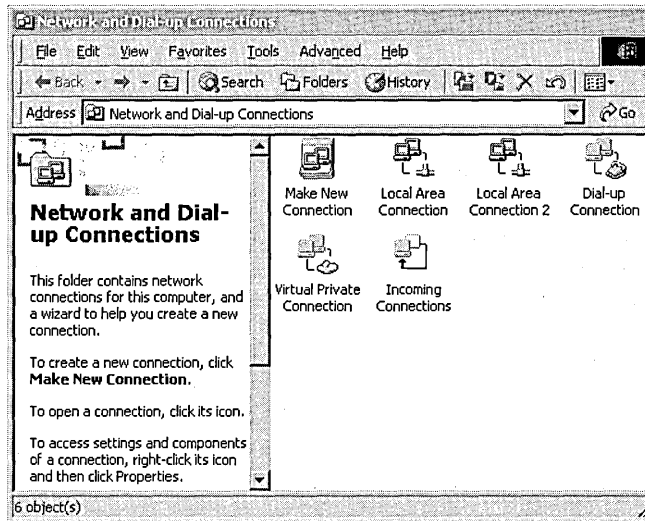 Network and Dial-up Connections
File Edit View Favorites Tools Advanced Help
Back Search Folders History
Address Network and Dial-up Connections Go
Network and Dial-
up Connections
This folder contains network
connections for this computer, and
a wizard to help you create a new
connection.
To create a new connection, click
Make New Connection.
To open a connection, click its icon.
To access settings and components
of a connection, right-click its icon
and then click Properties.
Make New
Connection
Local Area
Connection
Local Area
Connection 2
Dial-up
Connection
Virtual Private
Connection
Incoming
Connections
6 object(s)